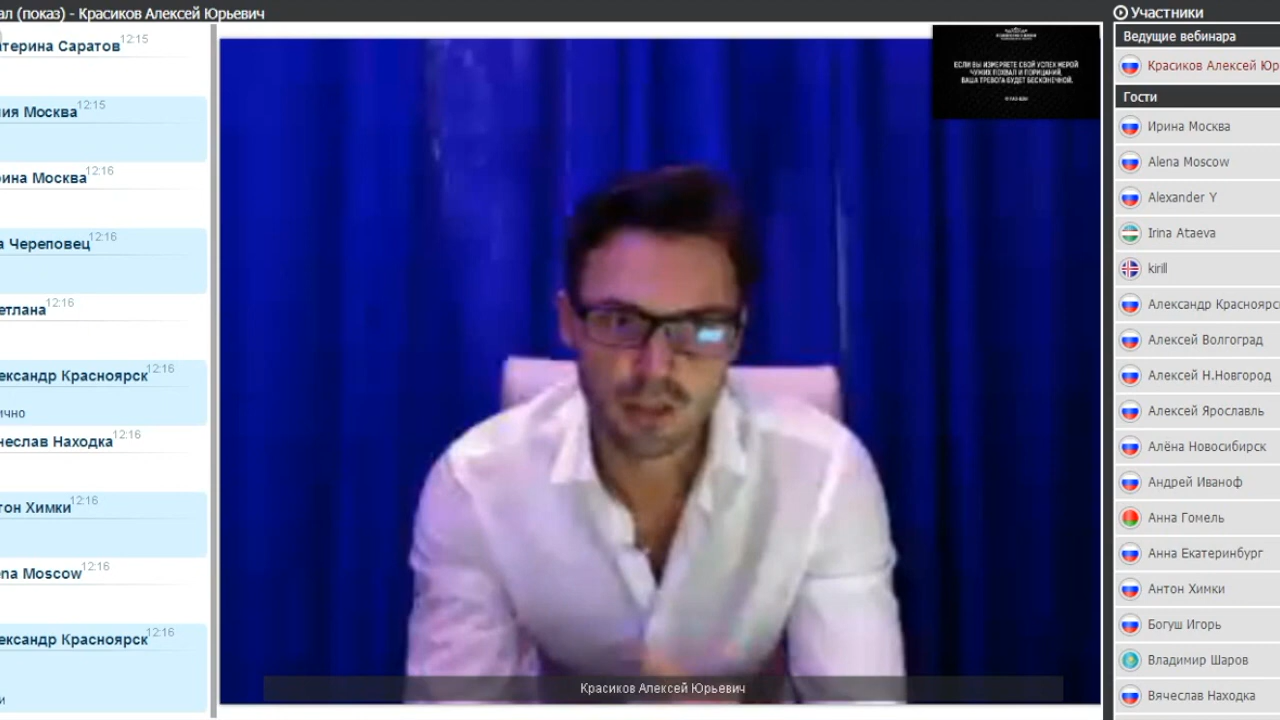 ал (показ) - Красиков Алексей Юрьевич
терина Саратов 12:15
ия Москва 12:15
рина Москва 12:16
а Череповец 12:16
етлана 12:16
ександр Красноярск 12:16
ично
чеслав Находка 12:16
тон Химки 12:16
na Moscow 12:16
ександр Красноярск 12:16
и
ЕСЛИ ВЫ ИЗМЕРЯЕТЕ СВОЙ УСПЕХ МЕРОЙ
ЧУЖИХ ПОХВАЛ И ПОРИЦАНИЙ,
ВАША ТРЕВОГА БУДЕТ БЕСКОНЕЧНОЙ.
Красиков Алексей Юрьевич
Участники
Ведущие вебинара
Красиков Алексей Юр
Гости
Ирина Москва
Alena Moscow
Alexander Y
Irina Ataeva
kirill
Александр Краснояро
Алексей Волгоград
Алексей Н.Новгород
Алексей Ярославль
Алёна Новосибирск
Андрей Иваноф
Анна Гомель
Анна Екатеринбург
Антон Химки
Богуш Игорь
Владимир Шаров
Вячеслав Находка